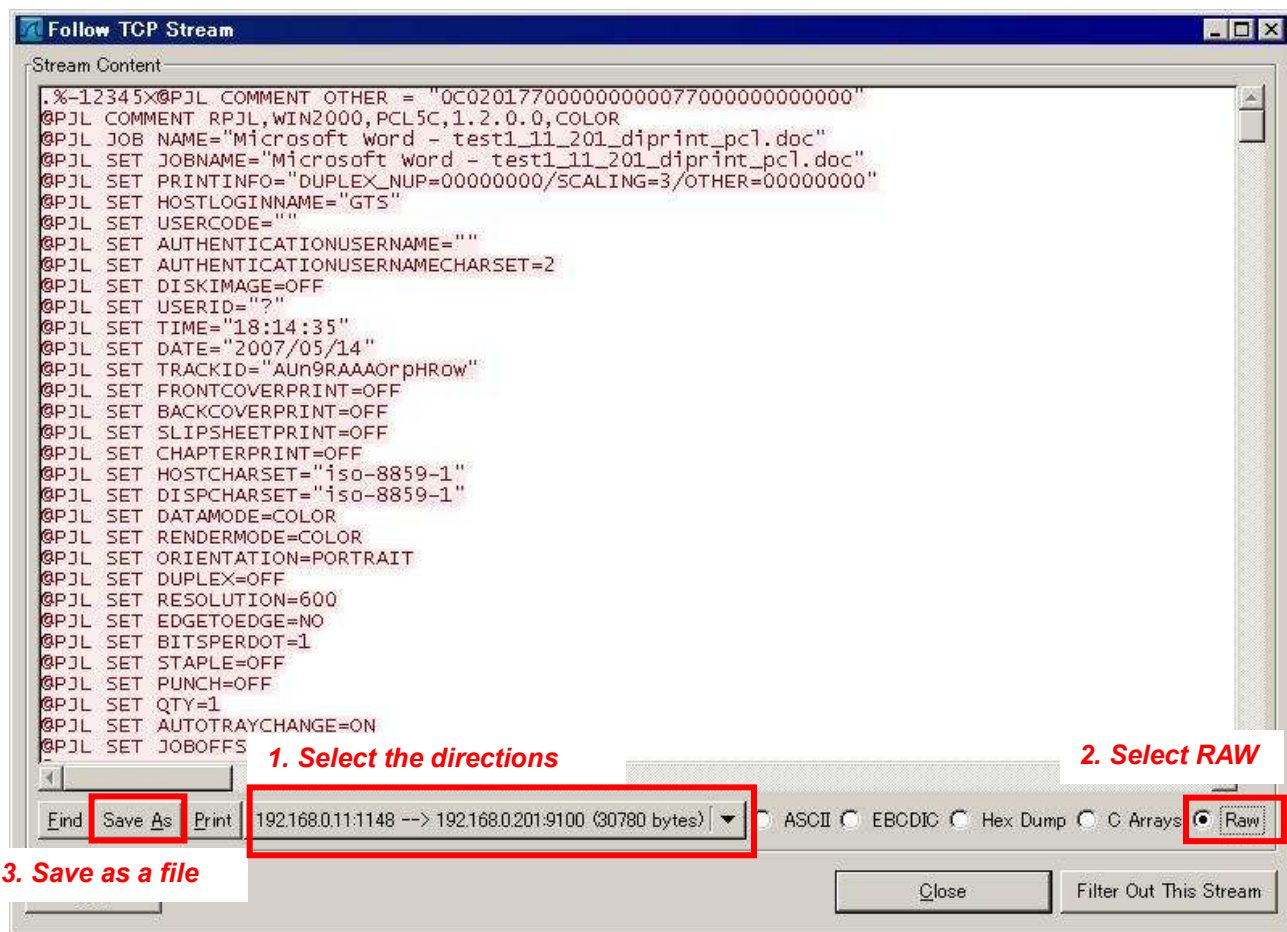 Follow TCP Stream
Stream Content
.%-12345X@PJL COMMENT OTHER = "0C020177000000000077000000000000"
@PJL COMMENT RPJL,WIN2000,PCL5C,1.2.0.0,COLOR
@PJL JOB NAME="Microsoft Word - test1_11_201_diprint_pcl.doc"
@PJL SET JOBNAME="Microsoft Word - test1_11_201_diprint_pcl.doc"
@PJL SET PRINTINFO="DUPLEX_NUP=00000000/SCALING=3/OTHER=00000000"
@PJL SET HOSTLOGINNAME="GTS"
@PJL SET USERCODE=""
@PJL SET AUTHENTICATIONUSERNAME=""
@PJL SET AUTHENTICATIONUSERNAMECHARSET=2
@PJL SET DISKIMAGE=OFF
@PJL SET USERID="?"
@PJL SET TIME="18:14:35"
@PJL SET DATE="2007/05/14"
@PJL SET TRACKID="AUn9RAAAOrpHRow"
@PJL SET FRONTCOVERPRINT=OFF
@PJL SET BACKCOVERPRINT=OFF
@PJL SET SLIPSHEETPRINT=OFF
@PJL SET CHAPTERPRINT=OFF
@PJL SET HOSTCHARSET="iso-8859-1"
@PJL SET DISPCHARSET="iso-8859-1"
@PJL SET DATAMODE=COLOR
@PJL SET RENDERMODE=COLOR
@PJL SET ORIENTATION=PORTRAIT
@PJL SET DUPLEX=OFF
@PJL SET RESOLUTION=600
@PJL SET EDGETOEDGE=NO
@PJL SET BITSPERDOT=1
@PJL SET STAPLE=OFF
@PJL SET PUNCH=OFF
@PJL SET QTY=1
@PJL SET AUTOTRAYCHANGE=ON
@PJL SET JOBOFFS
1. Select the directions
2. Select RAW
Find Save As Print 192.168.0.11:1148 --> 192.168.0.201:9100 (30780 bytes) ASCII EBCDIC Hex Dump C Arrays Raw
3. Save as a file
Close Filter Out This Stream